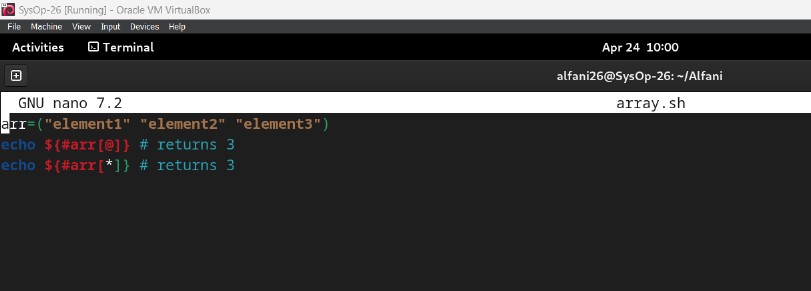 SysOp-26 [Running] - Oracle VM VirtualBox
File Machine View Input Devices Help
Activities Terminal Apr 24 10:00
alfani26@SysOp-26: ~/Alfani
GNU nano 7.2 array.sh
arr=("element1" "element2" "element3")
echo ${#arr[@]} # returns 3
echo ${#arr[*]} # returns 3